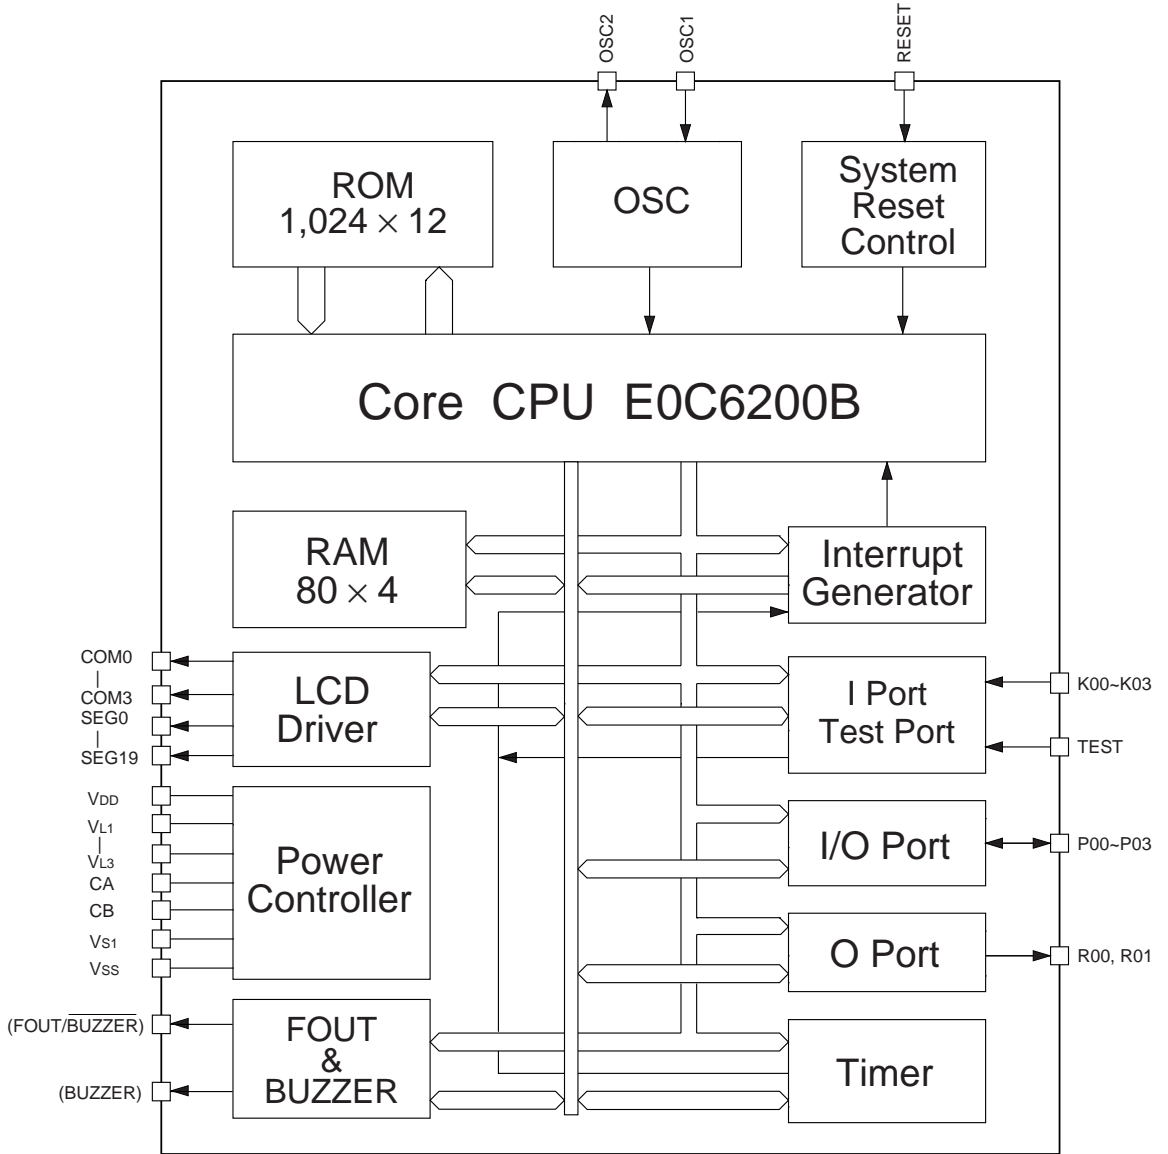 OSC2
OSC1
RESET
ROM
1,024 × 12
OSC
System
Reset
Control
Core CPU E0C6200B
RAM
80 × 4
Interrupt
Generator
COM0
|
COM3
SEG0
|
SEG19
LCD
Driver
I Port
Test Port
K00~K03
TEST
VDD
VL1
|
VL3
CA
CB
VS1
VSS
Power
Controller
I/O Port
P00~P03
O Port
R00, R01
(FOUT/BUZZER)
(BUZZER)
FOUT
&
BUZZER
Timer